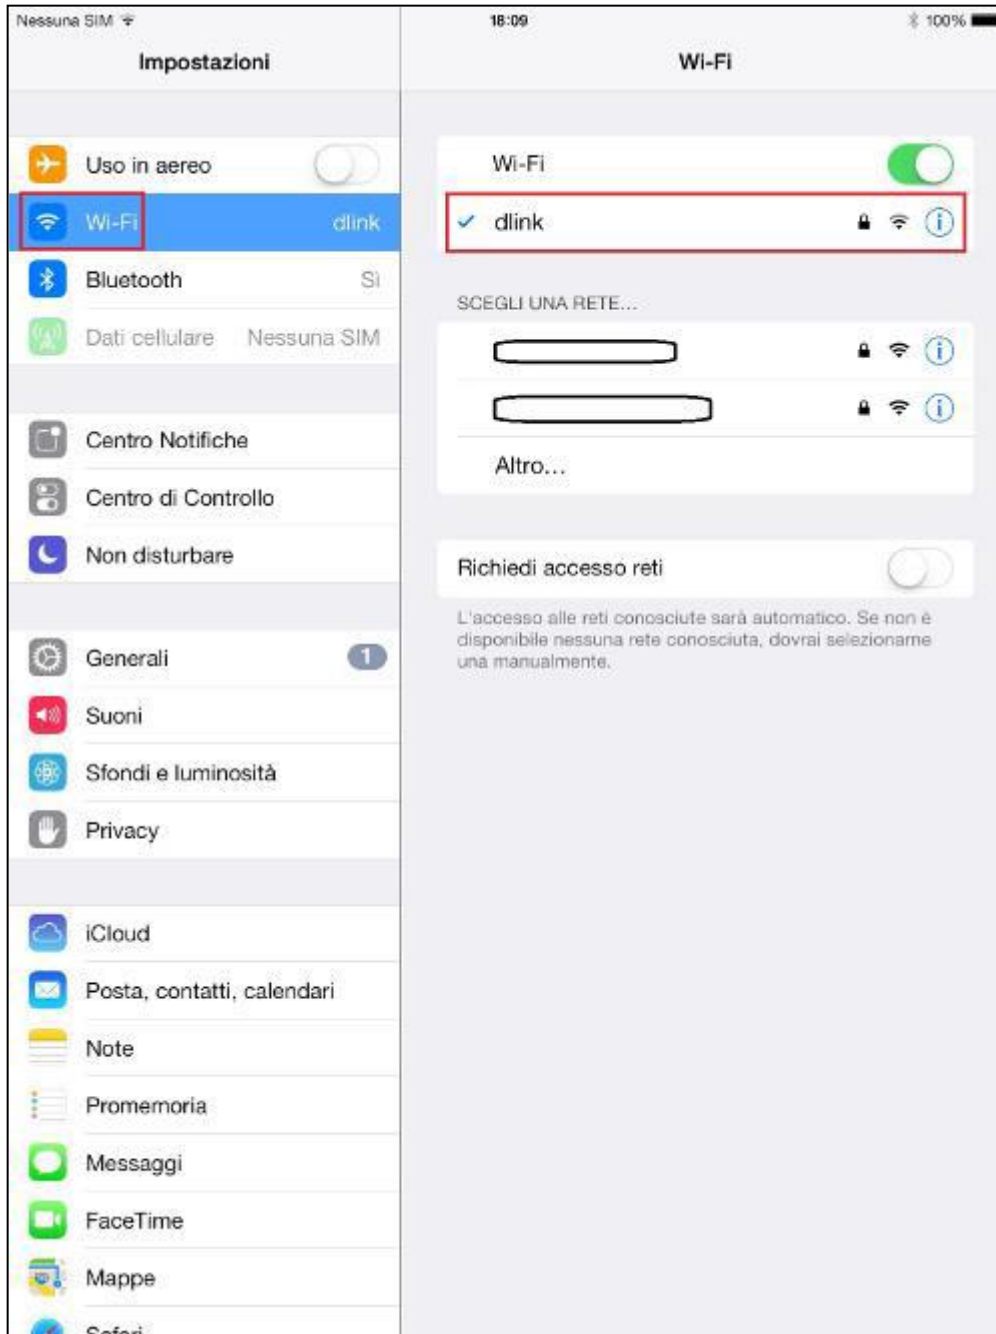 Nessuna SIM
18:09
100%
Impostazioni
Wi-Fi
Uso in aereo
Wi-Fi dlink
Bluetooth Sì
Dati cellulare Nessuna SIM
Centro Notifiche
Centro di Controllo
Non disturbare
Generali 1
Suoni
Sfondi e luminosità
Privacy
iCloud
Posta, contatti, calendari
Note
Promemoria
Messaggi
FaceTime
Mappe
Safari
Wi-Fi
dlink
SCEGLI UNA RETE...
Altro...
Richiedi accesso reti
L'accesso alle reti conosciute sarà automatico. Se non è
disponibile nessuna rete conosciuta, dovrai selezionarne
una manualmente.